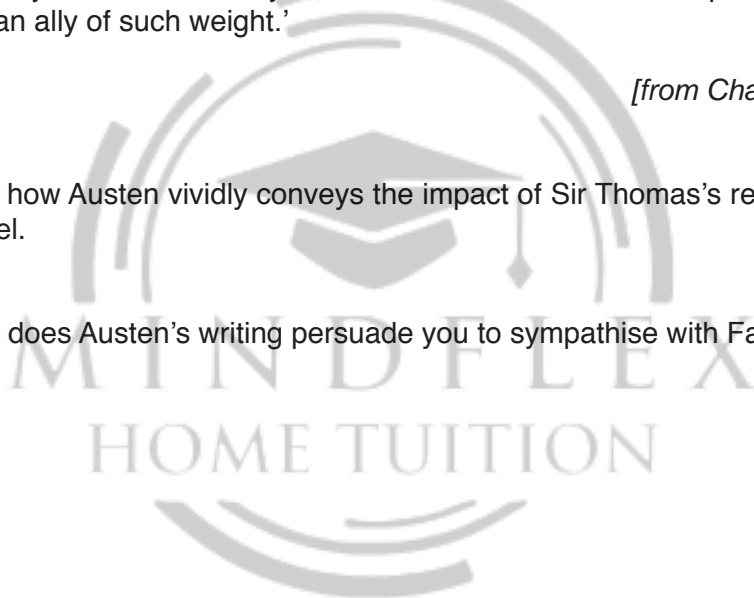 an ally of such weight.'
[from Cha
how Austen vividly conveys the impact of Sir Thomas's re
el.
does Austen's writing persuade you to sympathise with Fa
MINDFLEX
HOME TUITION